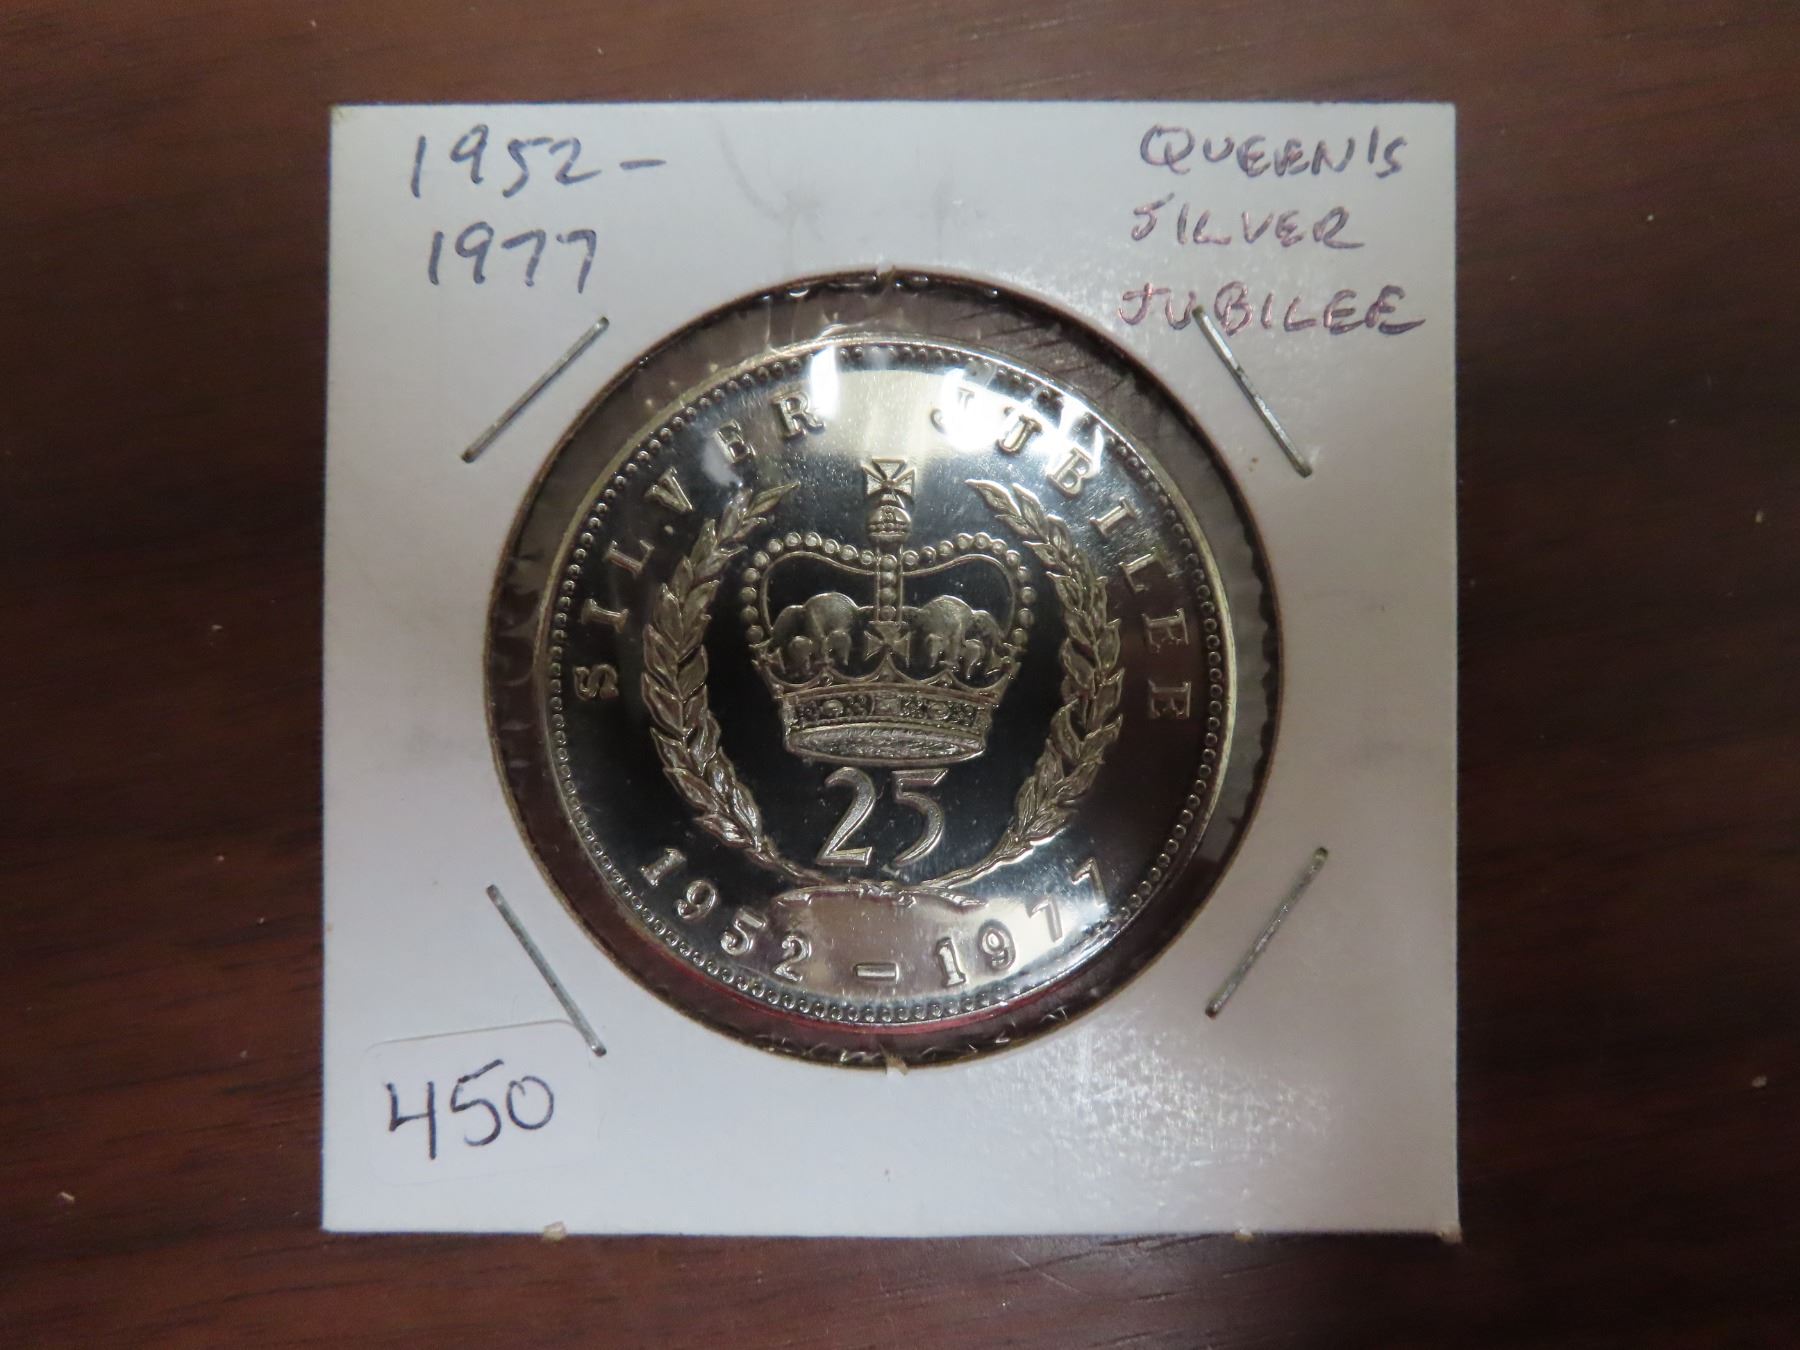 1952-
1977
QUEEN'S
SILVER
JUBILEE
SILVER JUBILEE
25
1952 - 1977
450